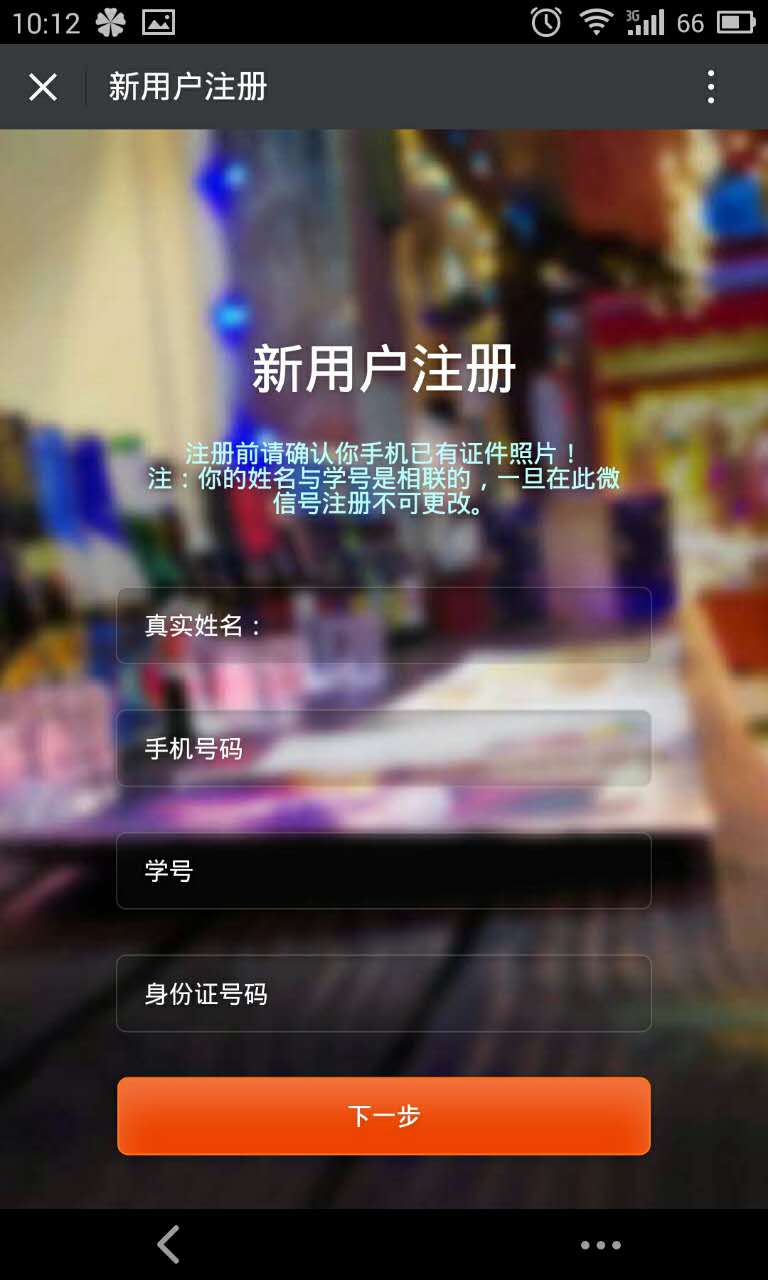 10:12
3G
66
新用户注册
新用户注册
注册前请确认你手机已有证件照片！
注：你的姓名与学号是相联的，一旦在此微
信号注册不可更改。
真实姓名：
手机号码
学号
身份证号码
下一步